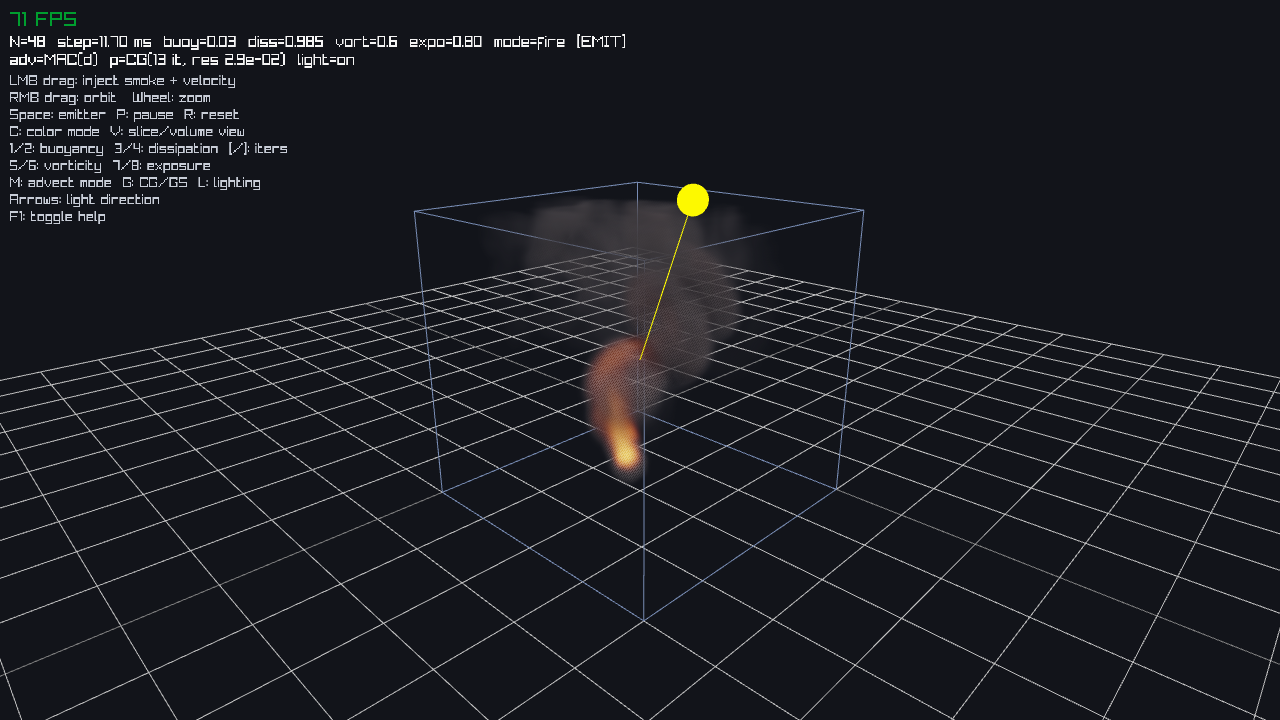 71 FPS
N=48 step=11.70 ms buoy=0.03 diss=0.985 vort=0.6 expo=0.80 mode=fire [EMIT]
adv=MAC(d) p=CG(13 it, res 2.9e-02) light=on
LMB drag: inject smoke + velocity
RMB drag: orbit Wheel: zoom
Space: emitter P: pause R: reset
C: color mode V: slice/volume view
1/2: buoyancy 3/4: dissipation [/]: iters
5/6: vorticity 7/8: exposure
M: advect mode G: CG/GS L: lighting
Arrows: light direction
F1: toggle help